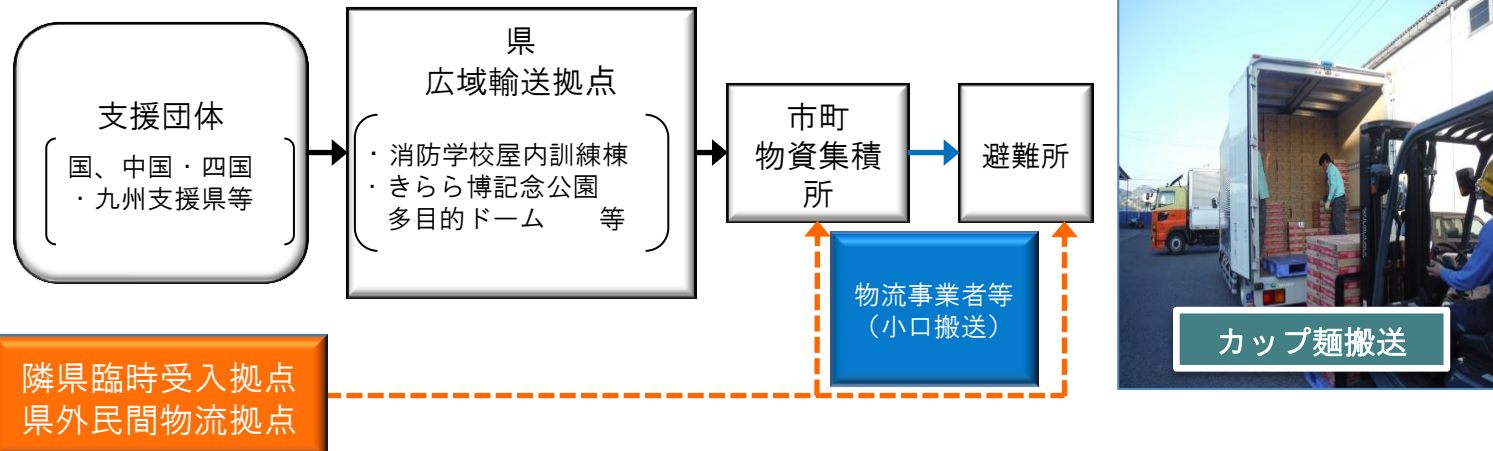 支援団体
国、中国・四国
・九州支援県等
県
広域輸送拠点
・消防学校屋内訓練棟
・きらら博記念公園
多目的ドーム　　等
市町
物資集積
所
避難所
物流事業者等
（小口搬送）
隣県臨時受入拠点
県外民間物流拠点
カップ麺搬送